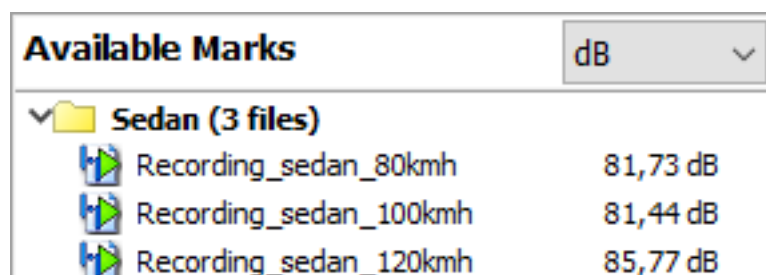 Available Marks dB
Sedan (3 files)
Recording_sedan_80kmh 81,73 dB
Recording_sedan_100kmh 81,44 dB
Recording_sedan_120kmh 85,77 dB